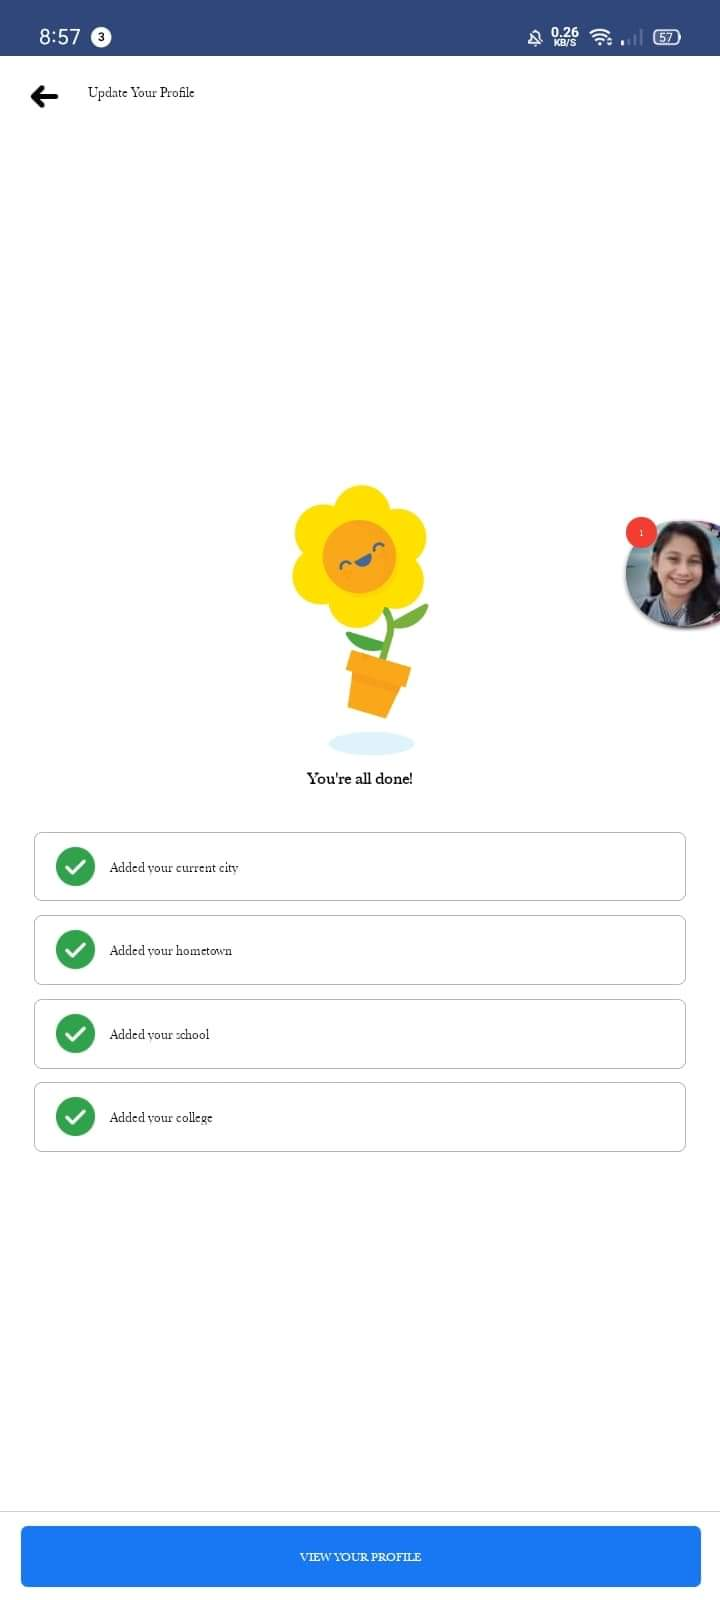 8:57 3 0.26 KB/S 57
Update Your Profile
1
You're all done!
Added your current city
Added your hometown
Added your school
Added your college
VIEW YOUR PROFILE